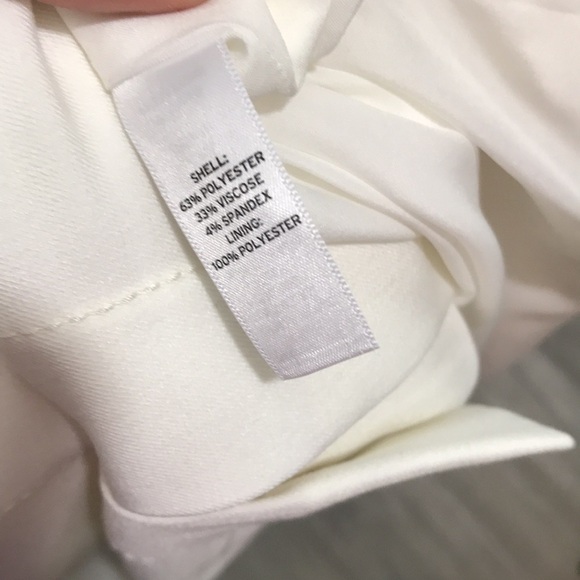 SHELL:
63% POLYESTER
33% VISCOSE
4% SPANDEX
LINING:
100% POLYESTER